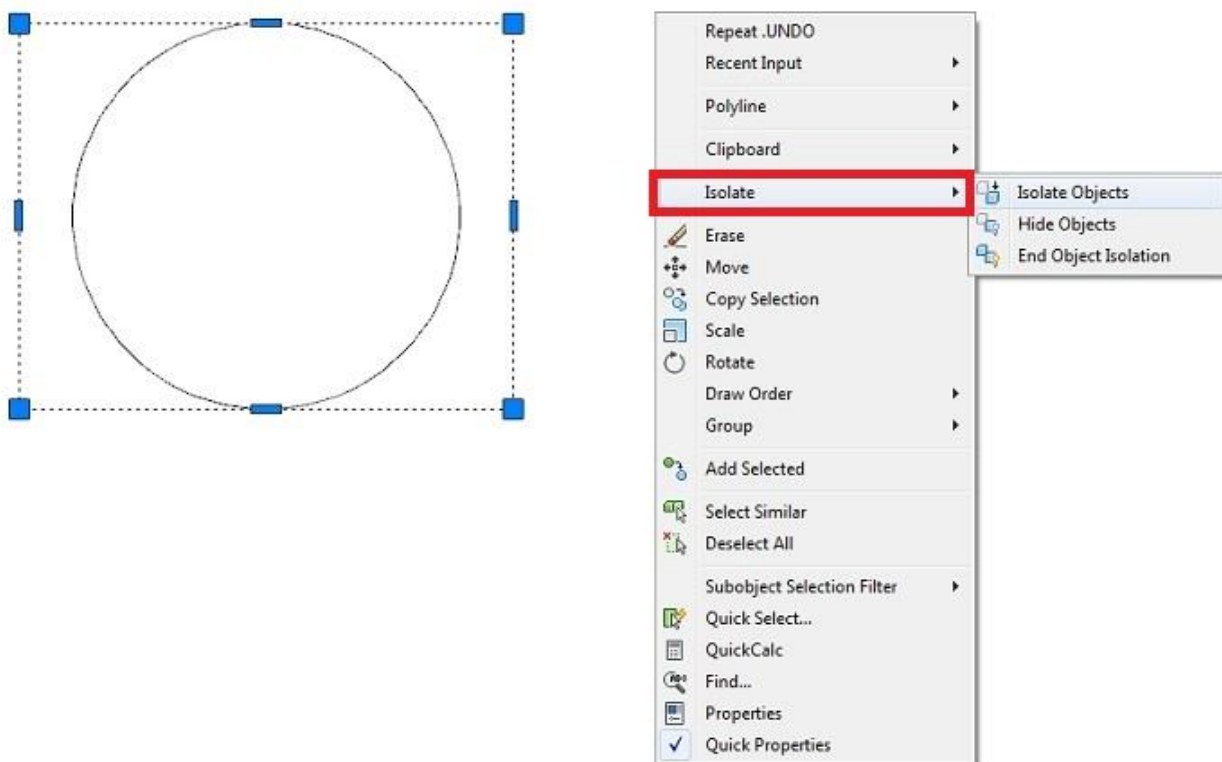 Repeat .UNDO
Recent Input
Polyline
Clipboard
Isolate
Isolate Objects
Hide Objects
End Object Isolation
Erase
Move
Copy Selection
Scale
Rotate
Draw Order
Group
Add Selected
Select Similar
Deselect All
Subobject Selection Filter
Quick Select...
QuickCalc
Find...
Properties
Quick Properties